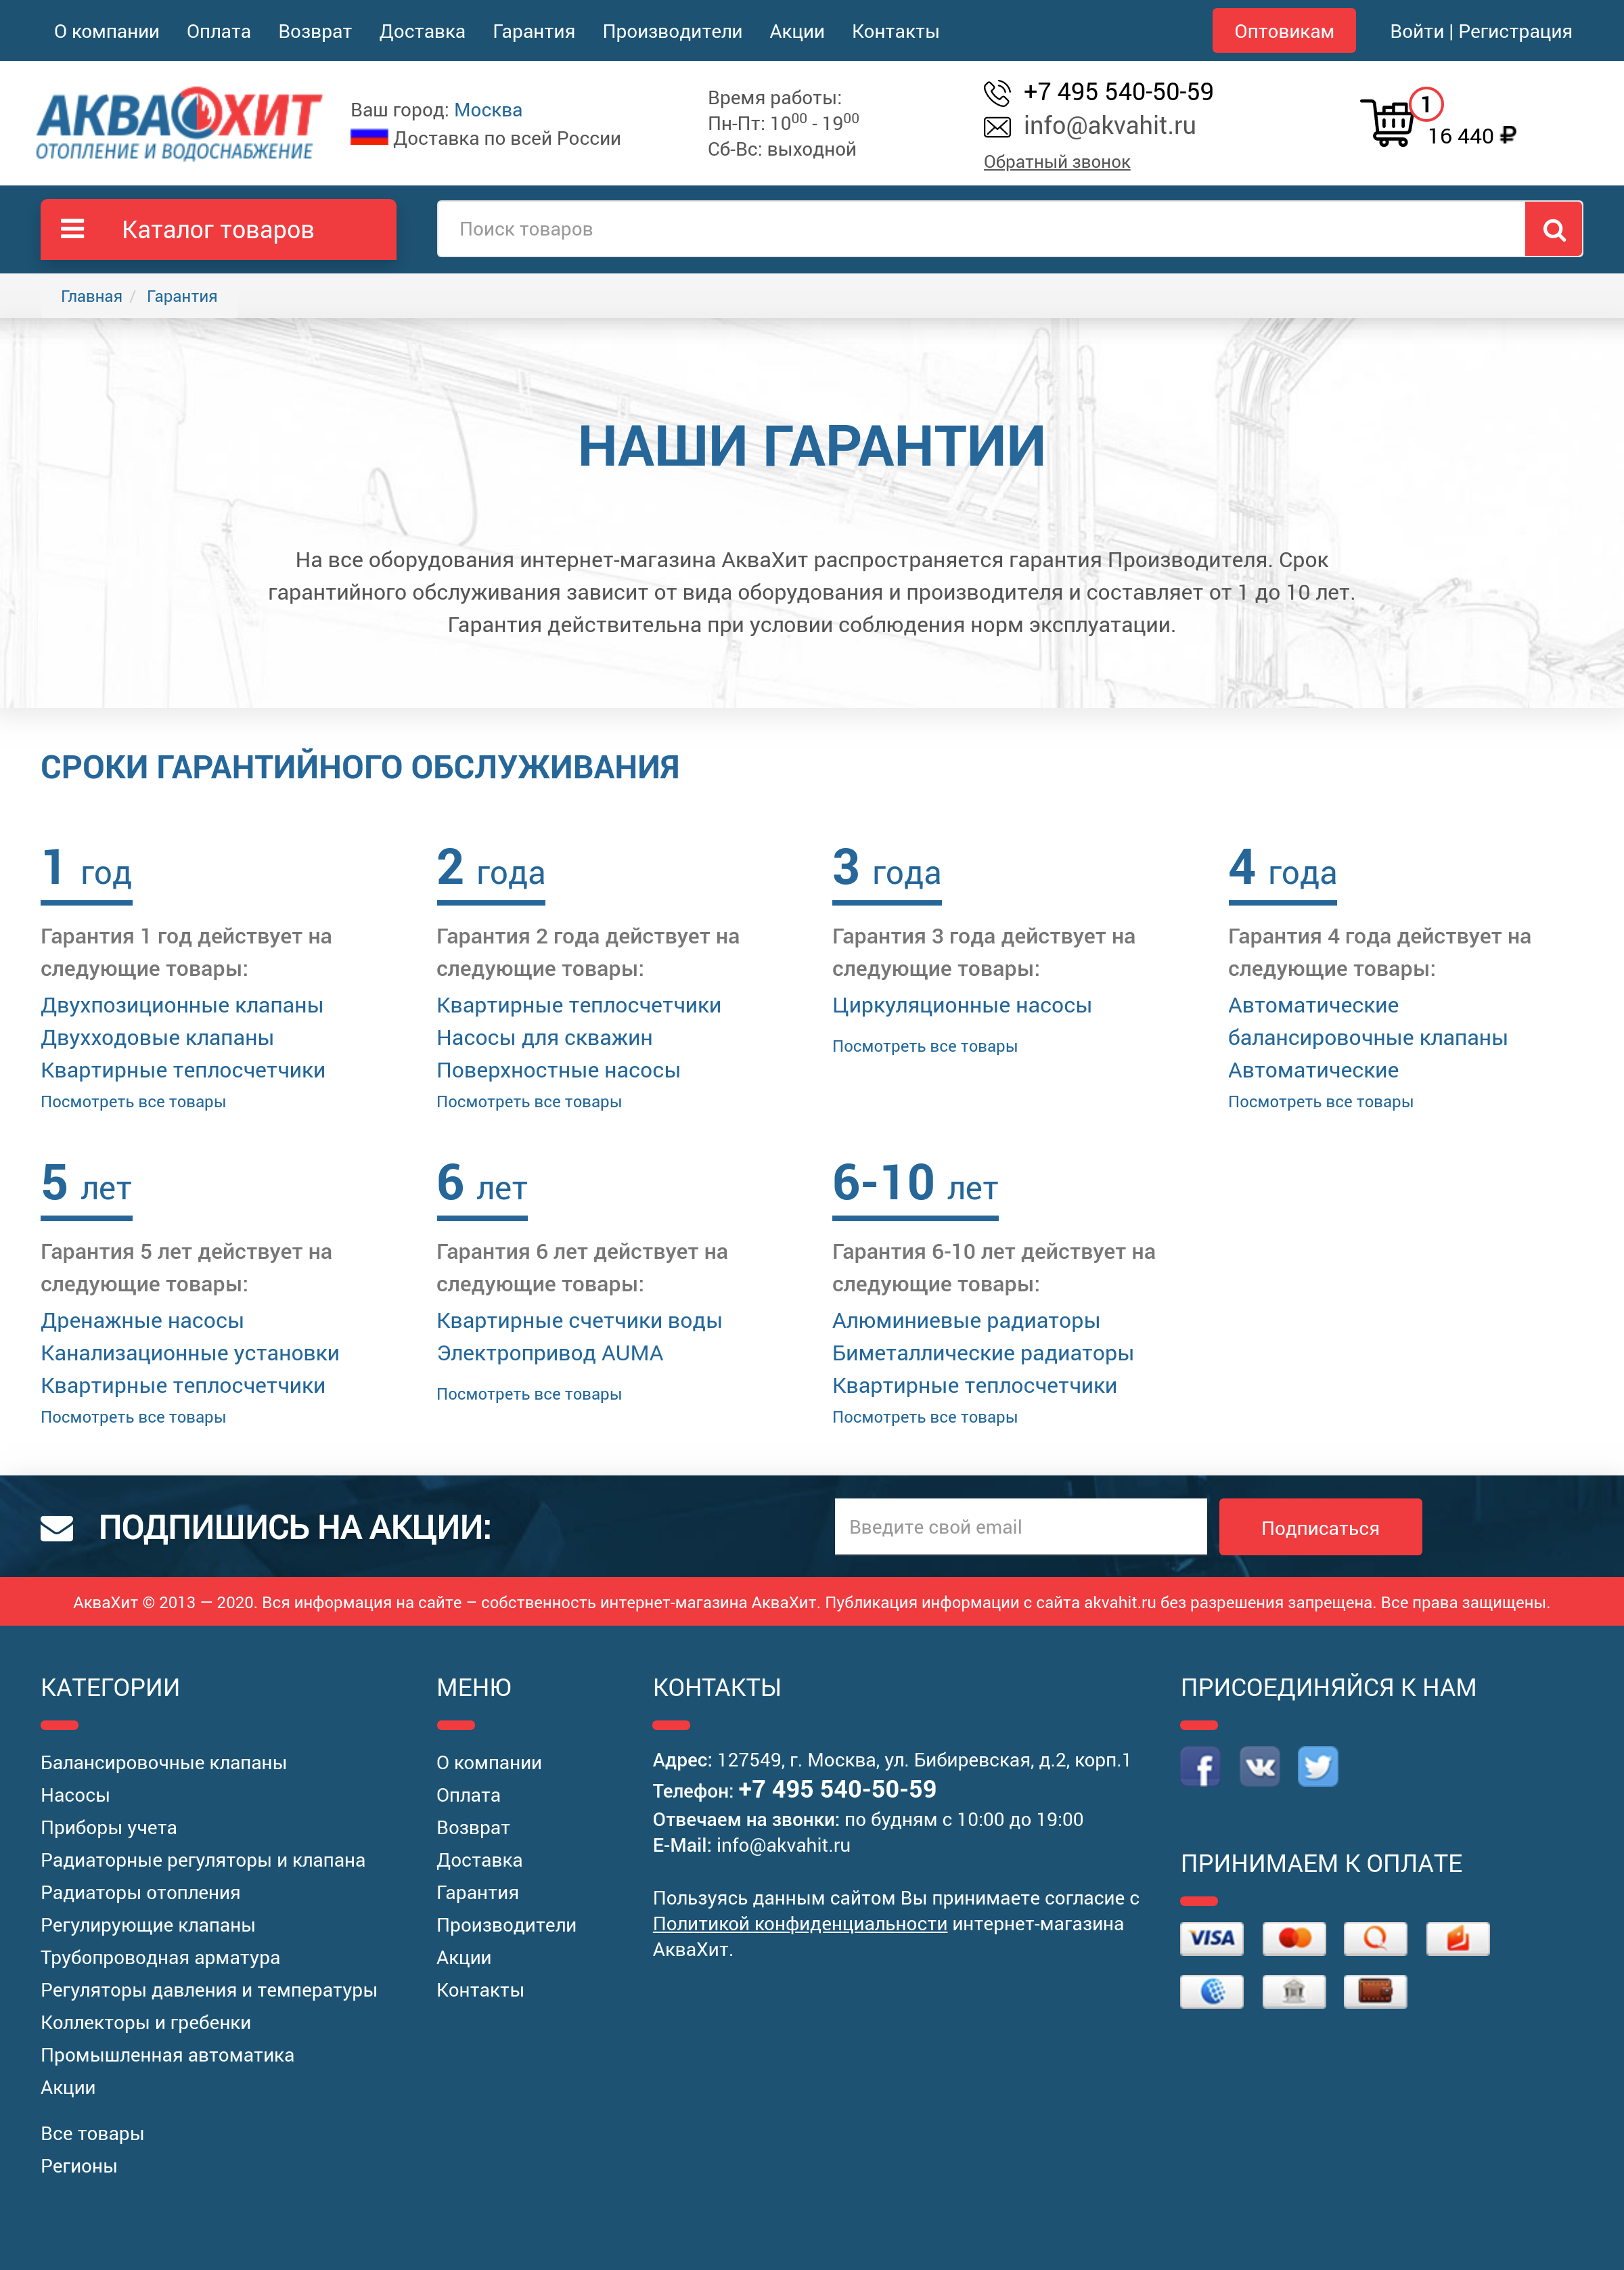 О компании Оплата Возврат Доставка Гарантия Производители Акции Контакты Оптовикам Войти | Регистрация
АКВАХИТ
ОТОПЛЕНИЕ И ВОДОСНАБЖЕНИЕ
Ваш город: Москва
Доставка по всей России
Время работы:
Пн-Пт: 10⁰⁰ - 19⁰⁰
Сб-Вс: выходной
+7 495 540-50-59
info@akvahit.ru
Обратный звонок
1
16 440 ₽
Каталог товаров
Поиск товаров
Главная / Гарантия
НАШИ ГАРАНТИИ
На все оборудования интернет-магазина АкваХит распространяется гарантия Производителя. Срок
гарантийного обслуживания зависит от вида оборудования и производителя и составляет от 1 до 10 лет.
Гарантия действительна при условии соблюдения норм эксплуатации.
СРОКИ ГАРАНТИЙНОГО ОБСЛУЖИВАНИЯ
1 год
Гарантия 1 год действует на
следующие товары:
Двухпозиционные клапаны
Двухходовые клапаны
Квартирные теплосчетчики
Посмотреть все товары
2 года
Гарантия 2 года действует на
следующие товары:
Квартирные теплосчетчики
Насосы для скважин
Поверхностные насосы
Посмотреть все товары
3 года
Гарантия 3 года действует на
следующие товары:
Циркуляционные насосы
Посмотреть все товары
4 года
Гарантия 4 года действует на
следующие товары:
Автоматические
балансировочные клапаны
Автоматические
Посмотреть все товары
5 лет
Гарантия 5 лет действует на
следующие товары:
Дренажные насосы
Канализационные установки
Квартирные теплосчетчики
Посмотреть все товары
6 лет
Гарантия 6 лет действует на
следующие товары:
Квартирные счетчики воды
Электропривод AUMA
Посмотреть все товары
6-10 лет
Гарантия 6-10 лет действует на
следующие товары:
Алюминиевые радиаторы
Биметаллические радиаторы
Квартирные теплосчетчики
Посмотреть все товары
ПОДПИШИСЬ НА АКЦИИ:
Введите свой email
Подписаться
АкваХит © 2013 — 2020. Вся информация на сайте – собственность интернет-магазина АкваХит. Публикация информации с сайта akvahit.ru без разрешения запрещена. Все права защищены.
КАТЕГОРИИ
Балансировочные клапаны
Насосы
Приборы учета
Радиаторные регуляторы и клапана
Радиаторы отопления
Регулирующие клапаны
Трубопроводная арматура
Регуляторы давления и температуры
Коллекторы и гребенки
Промышленная автоматика
Акции
Все товары
Регионы
МЕНЮ
О компании
Оплата
Возврат
Доставка
Гарантия
Производители
Акции
Контакты
КОНТАКТЫ
Адрес: 127549, г. Москва, ул. Бибиревская, д.2, корп.1
Телефон: +7 495 540-50-59
Отвечаем на звонки: по будням с 10:00 до 19:00
E-Mail: info@akvahit.ru
Пользуясь данным сайтом Вы принимаете согласие с
Политикой конфиденциальности интернет-магазина
АкваХит.
ПРИСОЕДИНЯЙСЯ К НАМ
ПРИНИМАЕМ К ОПЛАТЕ
VISA